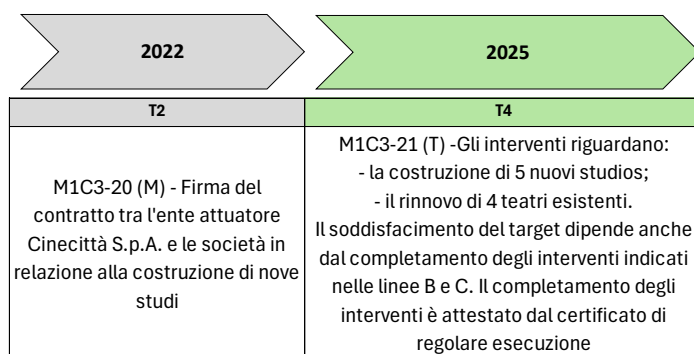 2022
2025
T2
T4
M1C3-20 (M) - Firma del
contratto tra l'ente attuatore
Cinecittà S.p.A. e le società in
relazione alla costruzione di nove
studi
M1C3-21 (T) -Gli interventi riguardano:
- la costruzione di 5 nuovi studios;
- il rinnovo di 4 teatri esistenti.
Il soddisfacimento del target dipende anche
dal completamento degli interventi indicati
nelle linee B e C. Il completamento degli
interventi è attestato dal certificato di
regolare esecuzione